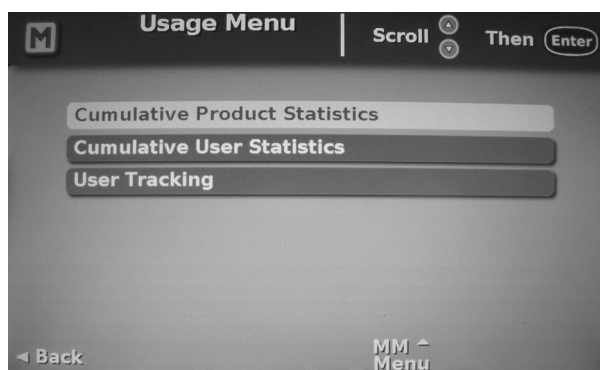 M
Usage Menu
Scroll
Then Enter
Cumulative Product Statistics
Cumulative User Statistics
User Tracking
Back
MM
Menu